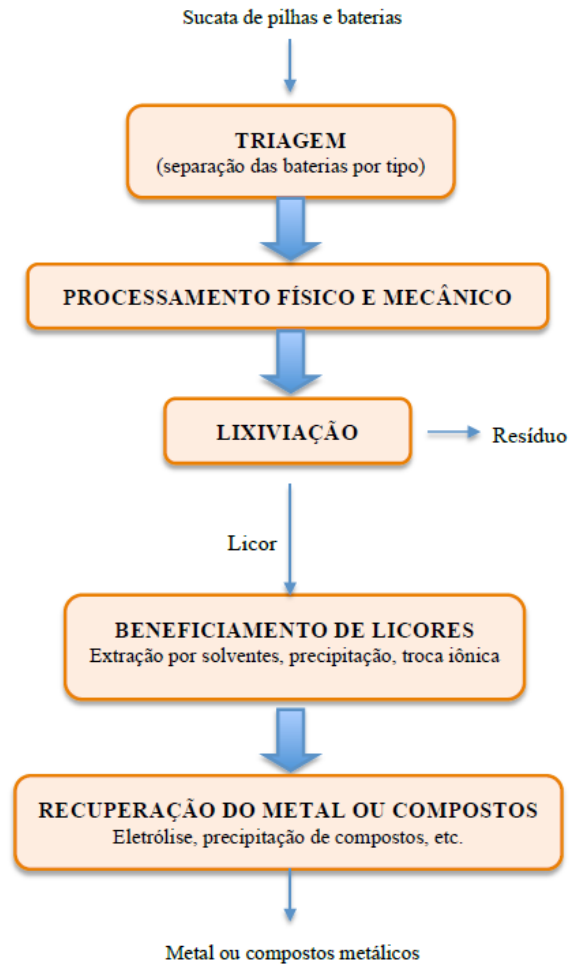 Sucata de pilhas e baterias
TRIAGEM
(separação das baterias por tipo)
PROCESSAMENTO FÍSICO E MECÂNICO
LIXIVIAÇÃO
Resíduo
Licor
BENEFICIAMENTO DE LICORES
Extração por solventes, precipitação, troca iônica
RECUPERAÇÃO DO METAL OU COMPOSTOS
Eletrólise, precipitação de compostos, etc.
Metal ou compostos metálicos